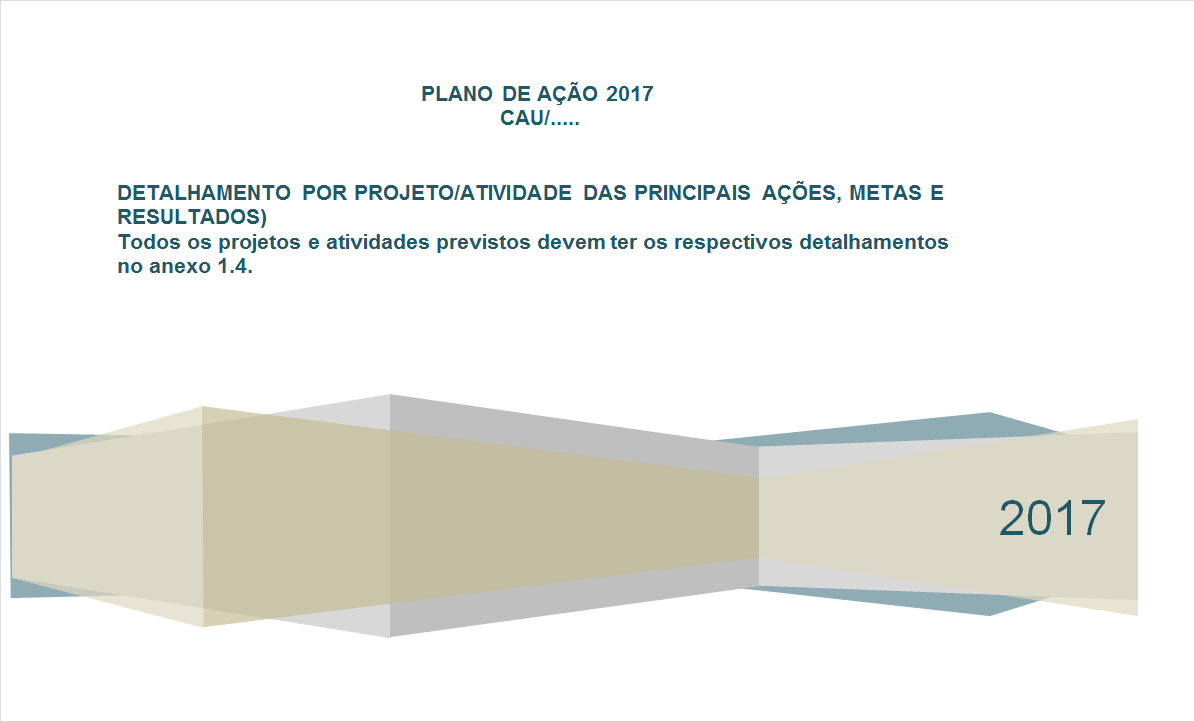 PLANO DE AÇÃO 2017
CAU/.....
DETALHAMENTO POR PROJETO/ATIVIDADE DAS PRINCIPAIS AÇÕES, METAS E
RESULTADOS)
Todos os projetos e atividades previstos devem ter os respectivos detalhamentos
no anexo 1.4.
2017